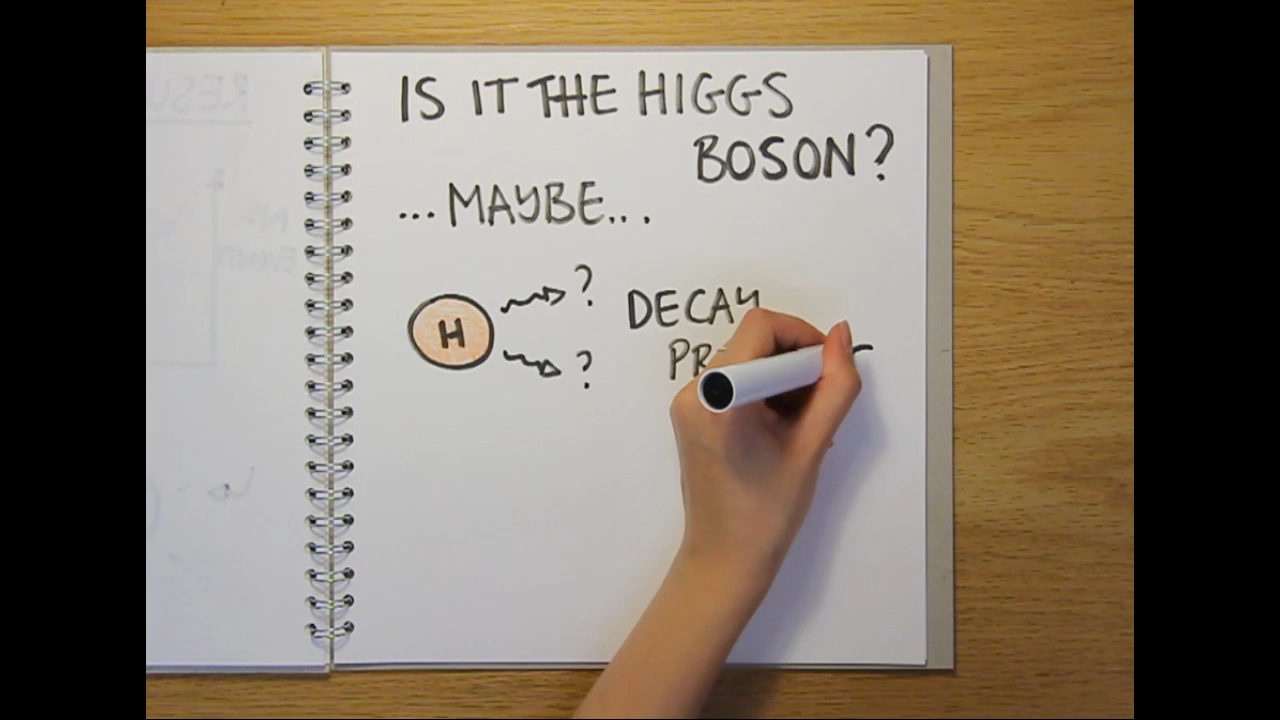 IS IT THE HIGGS
BOSON?
...MAYBE...
H
?
?
DECAY